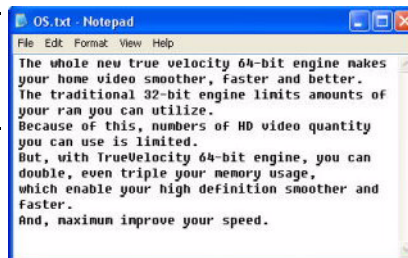 OS.txt - Notepad
File Edit Format View Help
The whole new true velocity 64-bit engine makes
your home video smoother, faster and better.
The traditional 32-bit engine limits amounts of
your ram you can utilize.
Because of this, numbers of HD video quantity
you can use is limited.
But, with TrueVelocity 64-bit engine, you can
double, even triple your memory usage,
which enable your high definition smoother and
faster.
And, maximum improve your speed.